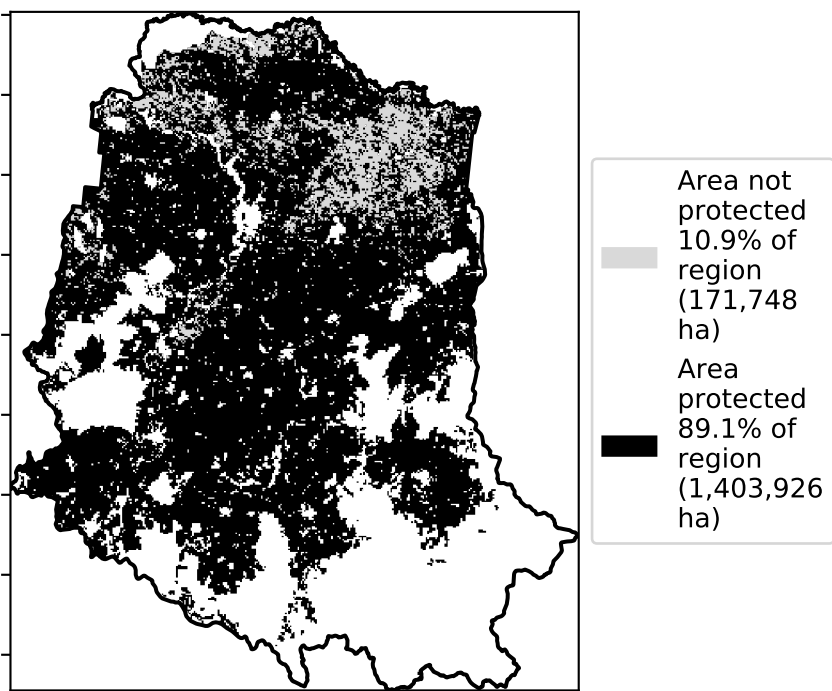 Area not
protected
10.9% of
region
(171,748
ha)
Area
protected
89.1% of
region
(1,403,926
ha)